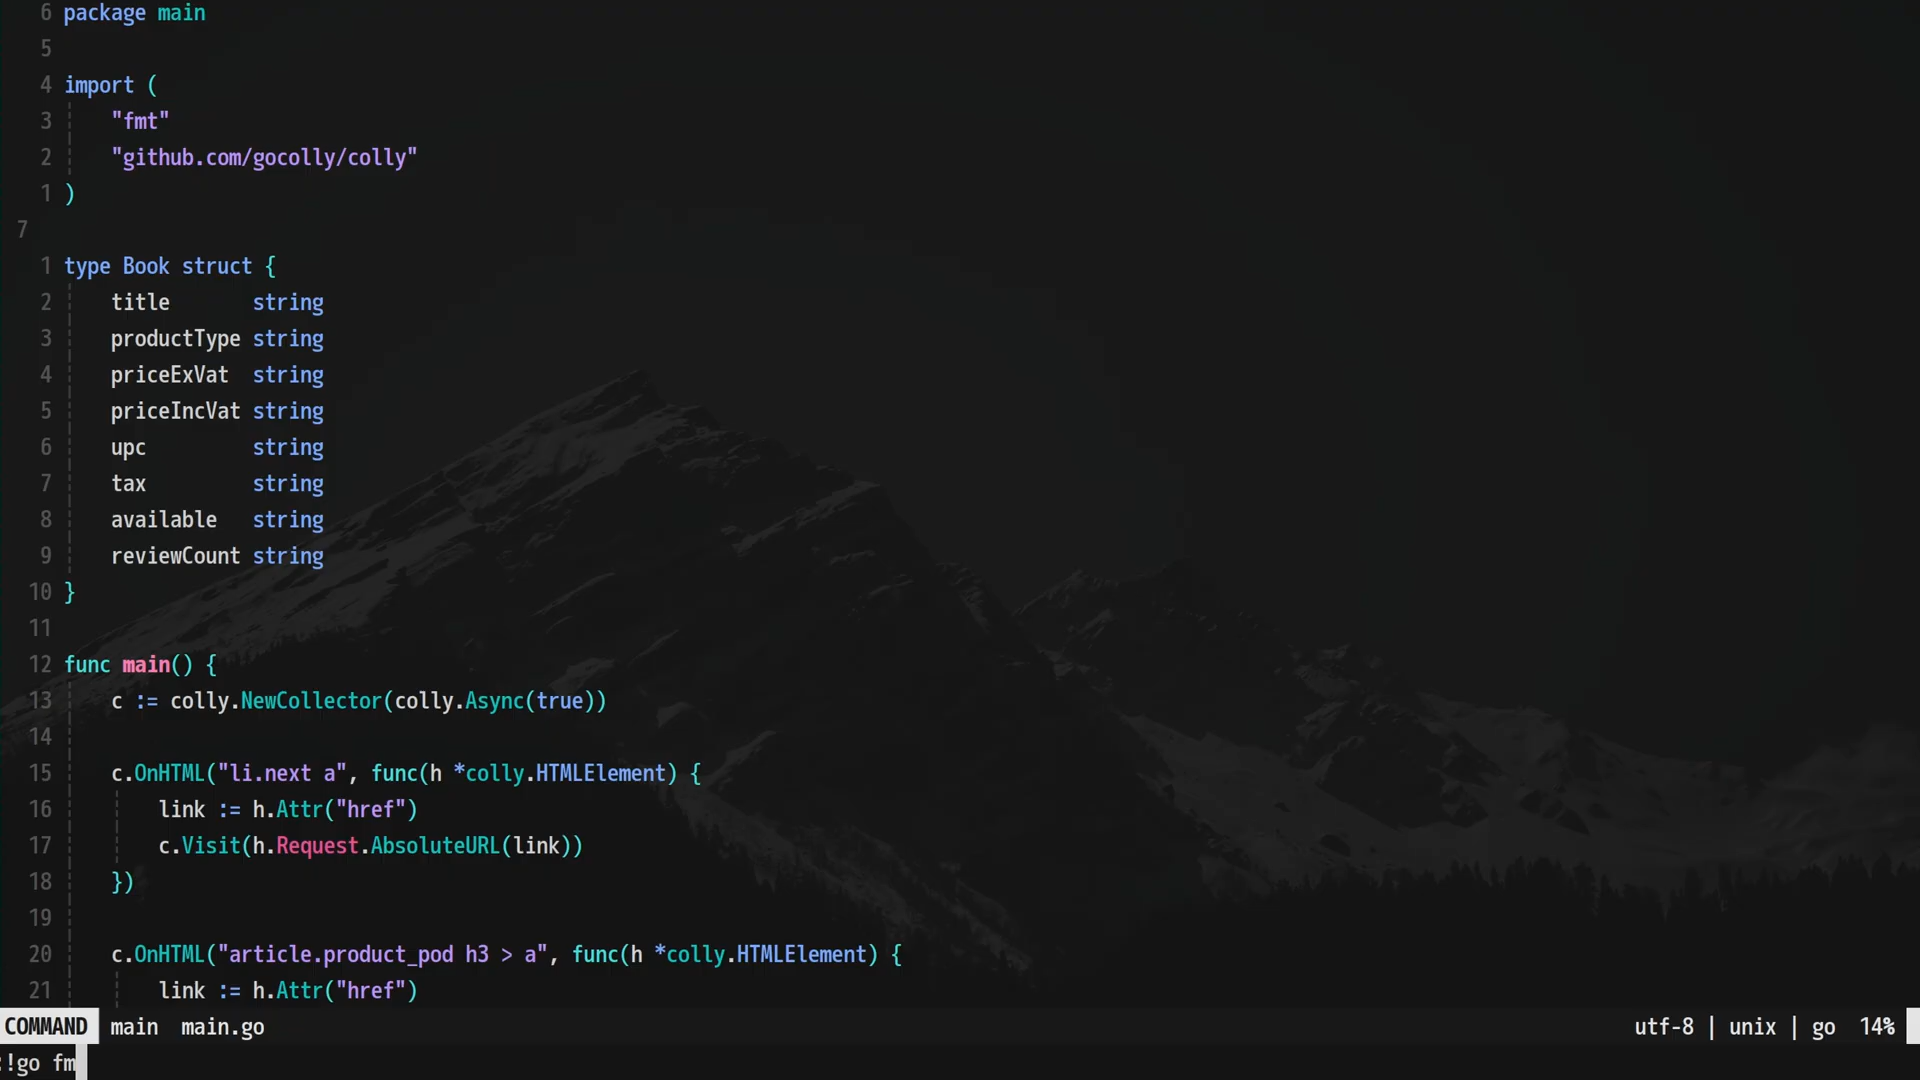 6 package main
5
4 import (
3     "fmt"
2     "github.com/gocolly/colly"
1 )
7
1 type Book struct {
2     title       string
3     productType string
4     priceExVat  string
5     priceIncVat string
6     upc         string
7     tax         string
8     available   string
9     reviewCount string
10 }
11
12 func main() {
13     c := colly.NewCollector(colly.Async(true))
14
15     c.OnHTML("li.next a", func(h *colly.HTMLElement) {
16         link := h.Attr("href")
17         c.Visit(h.Request.AbsoluteURL(link))
18     })
19
20     c.OnHTML("article.product_pod h3 > a", func(h *colly.HTMLElement) {
21         link := h.Attr("href")
COMMAND main main.go utf-8 | unix | go 14%
:!go fm